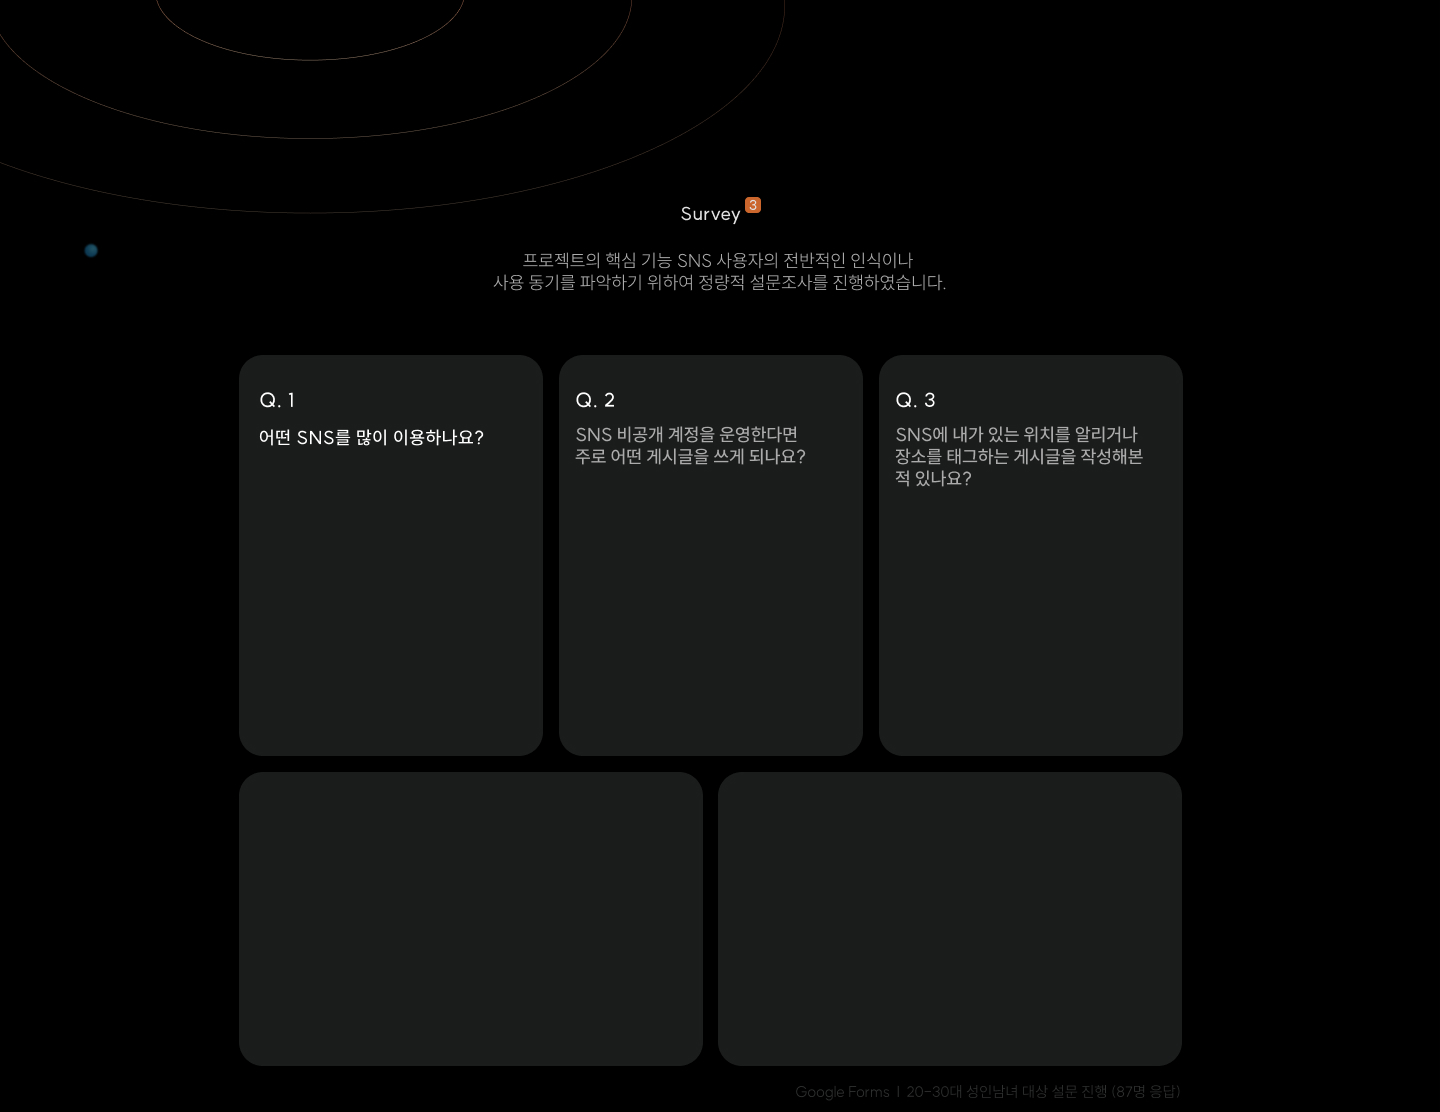 Survey 3
프로젝트의 핵심 기능 SNS 사용자의 전반적인 인식이나
사용 동기를 파악하기 위하여 정량적 설문조사를 진행하였습니다.
Q. 1
어떤 SNS를 많이 이용하나요?
Q. 2
SNS 비공개 계정을 운영한다면
주로 어떤 게시글을 쓰게 되나요?
Q. 3
SNS에 내가 있는 위치를 알리거나
장소를 태그하는 게시글을 작성해본
적 있나요?
Google Forms | 20-30대 성인남녀 대상 설문 진행 (87명 응답)